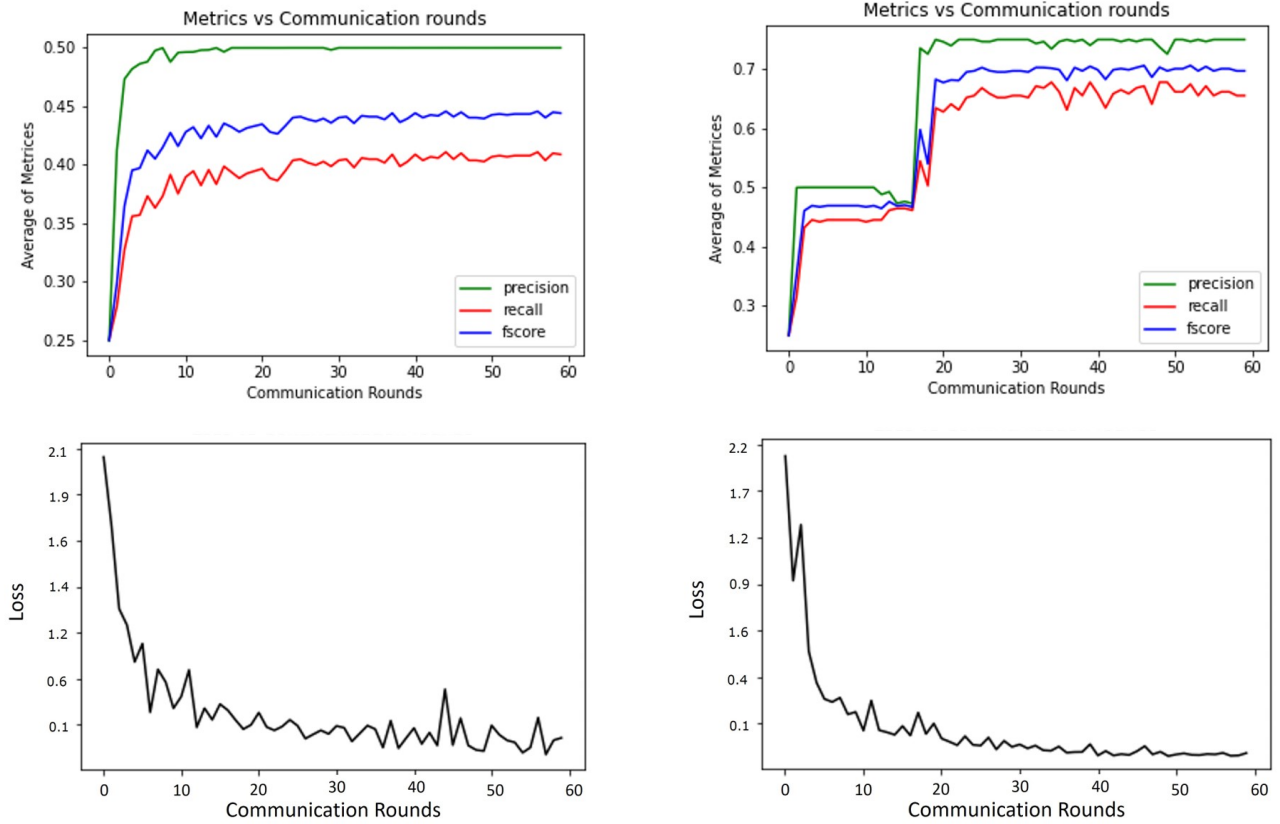 Metrics vs Communication rounds
0.50
0.45
0.40
0.35
0.30
0.25
Average of Metrices
precision
recall
fscore
0 10 20 30 40 50 60
Communication Rounds
Metrics vs Communication rounds
0.7
0.6
0.5
0.4
0.3
Average of Metrices
precision
recall
fscore
0 10 20 30 40 50 60
Communication Rounds
2.1
1.9
1.6
1.4
1.2
0.6
0.1
Loss
0 10 20 30 40 50 60
Communication Rounds
2.2
1.7
1.2
0.9
1.6
0.4
0.1
Loss
0 10 20 30 40 50 60
Communication Rounds